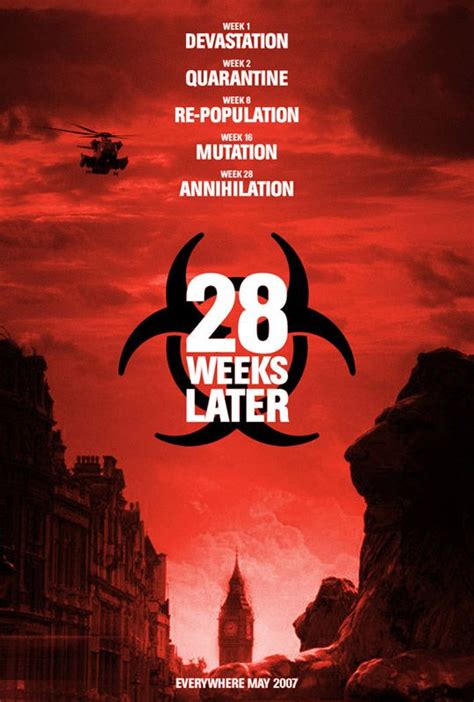 WEEK 1
DEVASTATION
WEEK 2
QUARANTINE
WEEK 8
RE-POPULATION
WEEK 16
MUTATION
WEEK 28
ANNIHILATION
28
WEEKS
LATER
EVERYWHERE MAY 2007